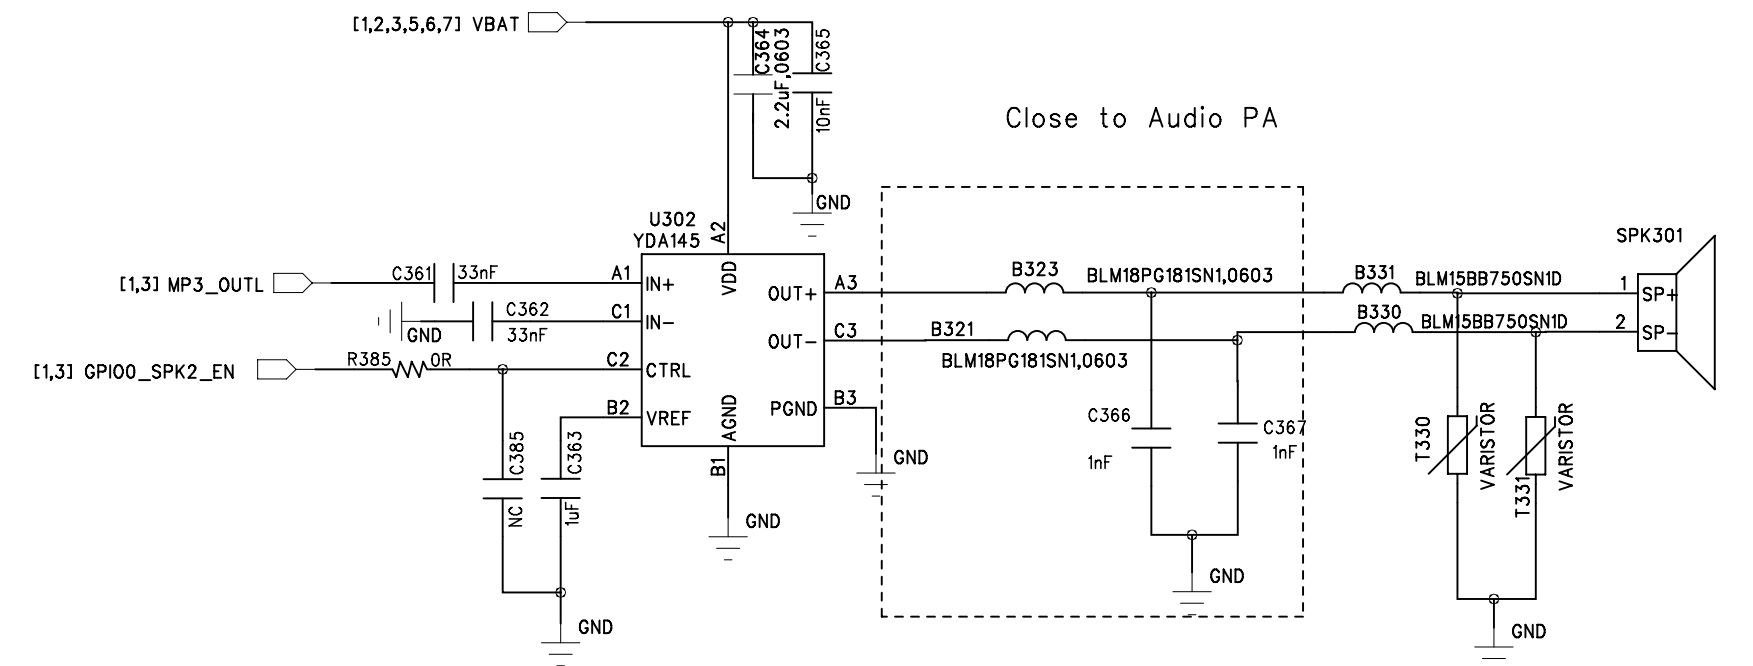 [1,2,3,5,6,7] VBAT
C364
2.2uF,0603
C365
10nF
GND
Close to Audio PA
U302
YDA145
A2
VDD
[1,3] MP3_OUTL
C361
33nF
A1
IN+
GND
C362
33nF
C1
IN-
[1,3] GPIO0_SPK2_EN
R385
0R
C2
CTRL
B2
VREF
C385
NC
C363
1uF
GND
AGND
B1
GND
OUT+
A3
OUT-
C3
PGND
B3
GND
B323
BLM18PG181SN1,0603
B321
BLM18PG181SN1,0603
C366
1nF
C367
1nF
GND
B331
BLM15BB750SN1D
B330
BLM15BB750SN1D
T330
VARISTOR
T331
VARISTOR
GND
SPK301
1
SP+
2
SP-